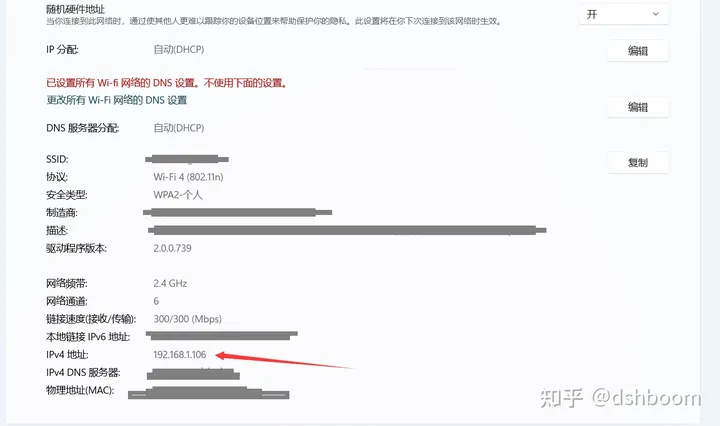 随机硬件地址
当你连接到此网络时，通过使其他人更难以跟踪你的设备位置来帮助保护你的隐私。此设置将在你下次连接到该网络时生效。
开
IP 分配:
自动(DHCP)
编辑
已设置所有 Wi-fi 网络的 DNS 设置。不使用下面的设置。
更改所有 Wi-Fi 网络的 DNS 设置
编辑
DNS 服务器分配:
自动(DHCP)
SSID:
复制
协议:
Wi-Fi 4 (802.11n)
安全类型:
WPA2-个人
制造商:
描述:
驱动程序版本:
2.0.0.739
网络频带:
2.4 GHz
网络通道:
6
链接速度(接收/传输):
300/300 (Mbps)
本地链接 IPv6 地址:
IPv4 地址:
192.168.1.106
IPv4 DNS 服务器:
物理地址(MAC):
知乎 @dshboom